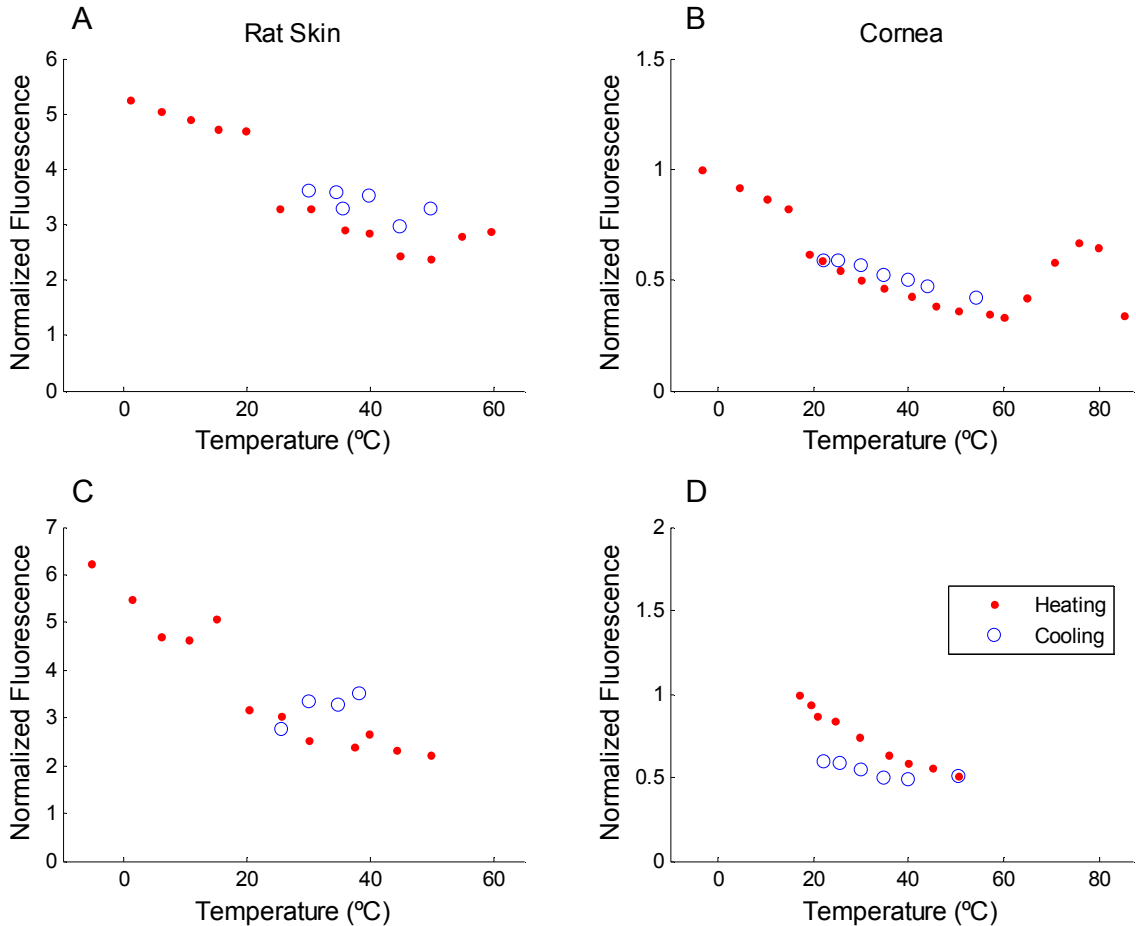 A
Rat Skin
6
5
4
3
2
1
0
0 20 40 60
Normalized Fluorescence
Temperature (ºC)
B
Cornea
1.5
1
0.5
0
0 20 40 60 80
Normalized Fluorescence
Temperature (ºC)
C
7
6
5
4
3
2
1
0
0 20 40 60
Normalized Fluorescence
Temperature (ºC)
D
2
1.5
1
0.5
0
0 20 40 60 80
Normalized Fluorescence
Temperature (ºC)
Heating
Cooling